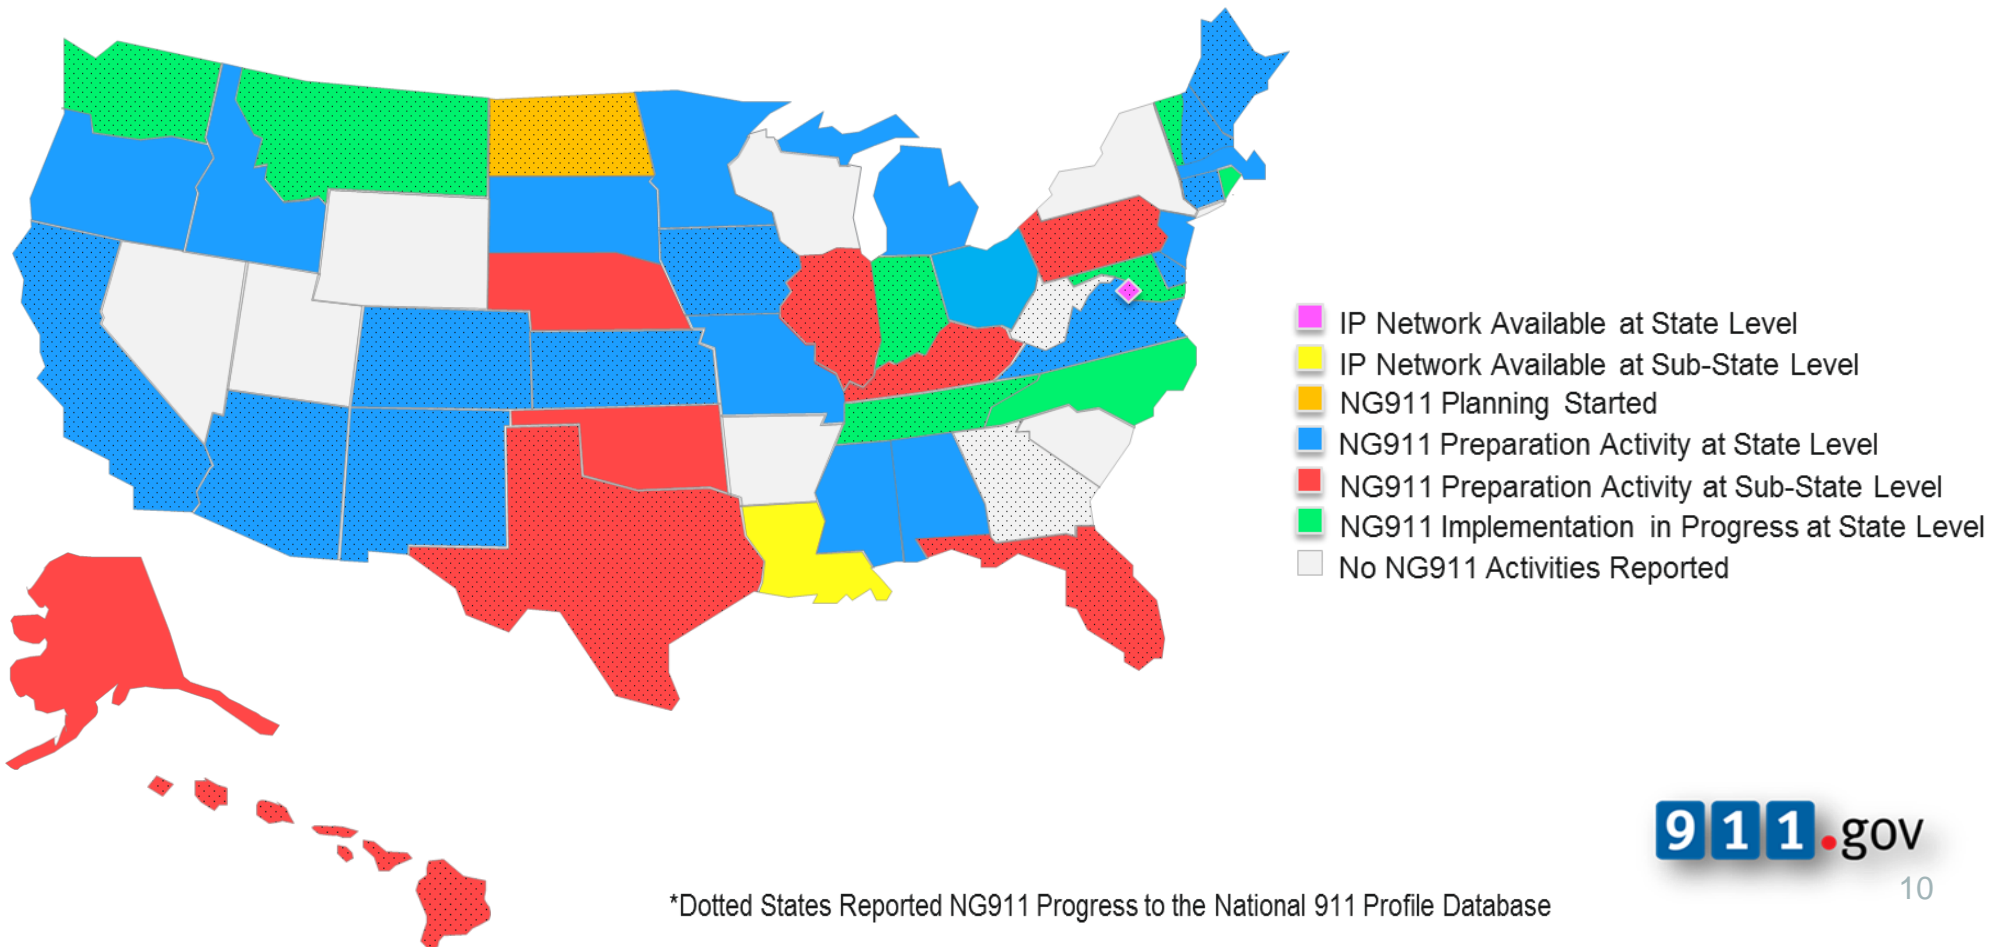 IP Network Available at State Level
IP Network Available at Sub-State Level
NG911 Planning Started
NG911 Preparation Activity at State Level
NG911 Preparation Activity at Sub-State Level
NG911 Implementation in Progress at State Level
No NG911 Activities Reported
911.gov
10
*Dotted States Reported NG911 Progress to the National 911 Profile Database